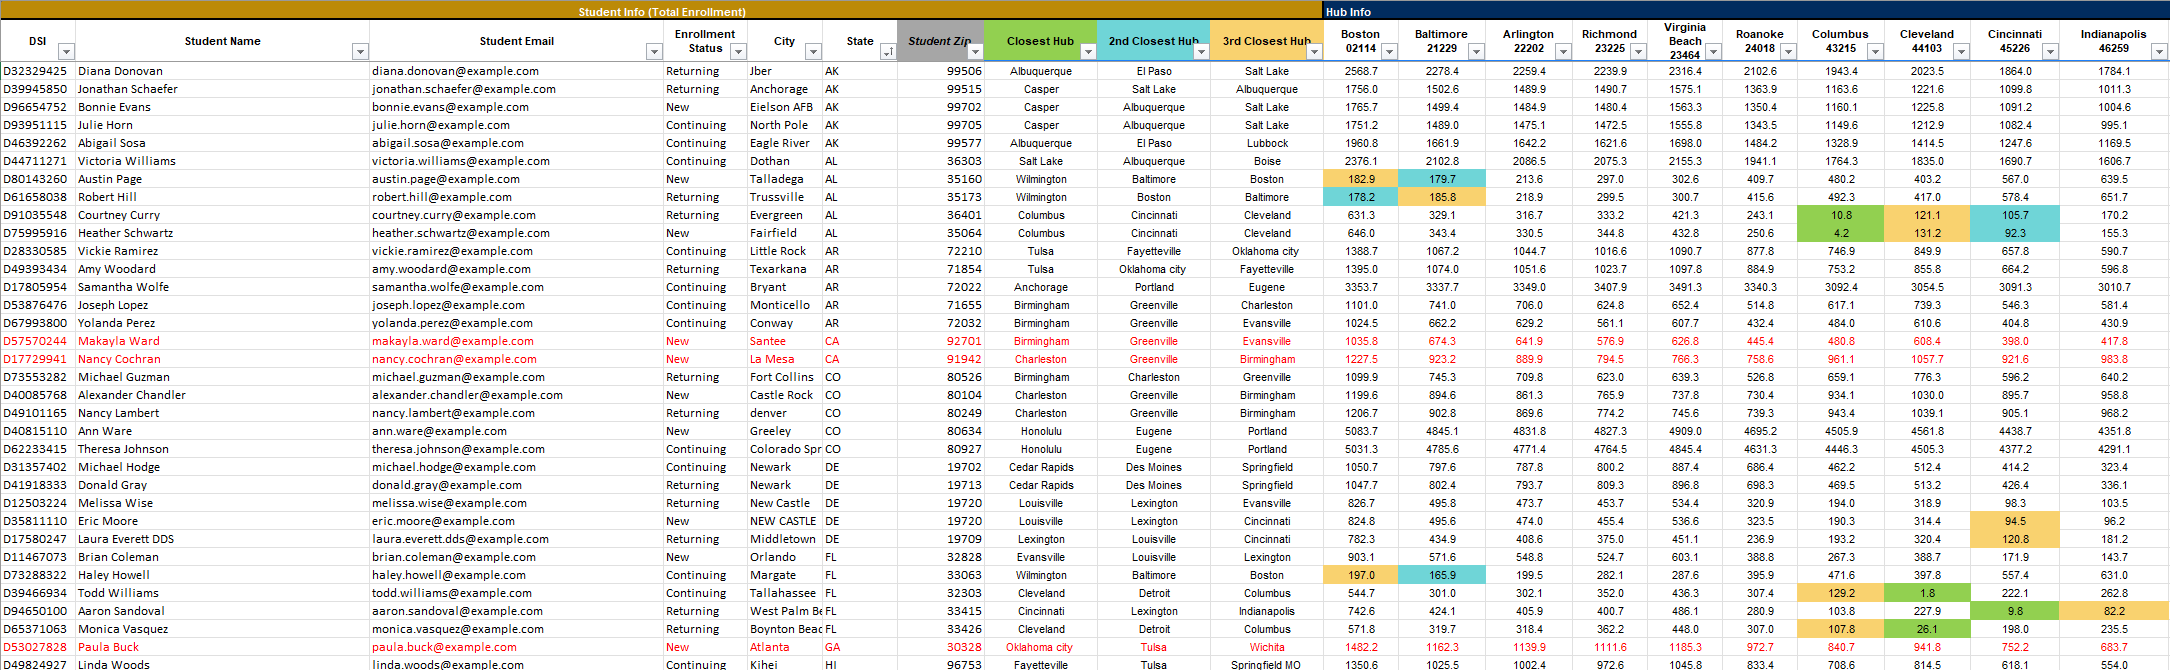 Student Info (Total Enrollment) Hub Info
DSI Student Name Student Email Enrollment Status City State Student Zip Closest Hub 2nd Closest Hub 3rd Closest Hub Boston 02114 Baltimore 21229 Arlington 22202 Richmond 23225 Virginia Beach 23464 Roanoke 24018 Columbus 43215 Cleveland 44103 Cincinnati 45226 Indianapolis 46259
D32329425 Diana Donovan diana.donovan@example.com Returning Jber AK 99506 Albuquerque El Paso Salt Lake 2568.7 2278.4 2259.4 2239.9 2316.4 2102.6 1943.4 2023.5 1864.0 1784.1
D39945850 Jonathan Schaefer jonathan.schaefer@example.com Returning Anchorage AK 99515 Casper Salt Lake Albuquerque 1756.0 1502.6 1489.9 1490.7 1575.1 1363.9 1163.6 1221.6 1099.8 1011.3
D96654752 Bonnie Evans bonnie.evans@example.com New Eielson AFB AK 99702 Casper Albuquerque Salt Lake 1765.7 1499.4 1484.9 1480.4 1563.3 1350.4 1160.1 1225.8 1091.2 1004.6
D93951115 Julie Horn julie.horn@example.com Continuing North Pole AK 99705 Casper Albuquerque Salt Lake 1751.2 1489.0 1475.1 1472.5 1555.8 1343.5 1149.6 1212.9 1082.4 995.1
D46392262 Abigail Sosa abigail.sosa@example.com Continuing Eagle River AK 99577 Albuquerque El Paso Lubbock 1960.8 1661.9 1642.2 1621.6 1698.0 1484.2 1328.9 1414.5 1247.6 1169.5
D44711271 Victoria Williams victoria.williams@example.com Continuing Dothan AL 36303 Salt Lake Albuquerque Boise 2376.1 2102.8 2086.5 2075.3 2155.3 1941.1 1764.3 1835.0 1690.7 1606.7
D80143260 Austin Page austin.page@example.com New Talladega AL 35160 Wilmington Baltimore Boston 182.9 179.7 213.6 297.0 302.6 409.7 480.2 403.2 567.0 639.5
D61658038 Robert Hill robert.hill@example.com Returning Trussville AL 35173 Wilmington Boston Baltimore 178.2 185.8 218.9 299.5 300.7 415.6 492.3 417.0 578.4 651.7
D91035548 Courtney Curry courtney.curry@example.com Returning Evergreen AL 36401 Columbus Cincinnati Cleveland 631.3 329.1 316.7 333.2 421.3 243.1 10.8 121.1 105.7 170.2
D75995916 Heather Schwartz heather.schwartz@example.com New Fairfield AL 35064 Columbus Cincinnati Cleveland 646.0 343.4 330.5 344.8 432.8 250.6 4.2 131.2 92.3 155.3
D28330585 Vickie Ramirez vickie.ramirez@example.com Continuing Little Rock AR 72210 Tulsa Fayetteville Oklahoma city 1388.7 1067.2 1044.7 1016.6 1090.7 877.8 746.9 849.9 657.8 590.7
D49393434 Amy Woodard amy.woodard@example.com Returning Texarkana AR 71854 Tulsa Oklahoma city Fayetteville 1395.0 1074.0 1051.6 1023.7 1097.8 884.9 753.2 855.8 664.2 596.8
D17805954 Samantha Wolfe samantha.wolfe@example.com Continuing Bryant AR 72022 Anchorage Portland Eugene 3353.7 3337.7 3349.0 3407.9 3491.3 3340.3 3092.4 3054.5 3091.3 3010.7
D53876476 Joseph Lopez joseph.lopez@example.com Continuing Monticello AR 71655 Birmingham Greenville Charleston 1101.0 741.0 706.0 624.8 652.4 514.8 617.1 739.3 546.3 581.4
D67993800 Yolanda Perez yolanda.perez@example.com Continuing Conway AR 72032 Birmingham Greenville Evansville 1024.5 662.2 629.2 561.1 607.7 432.4 484.0 610.6 404.8 430.9
D57570244 Makayla Ward makayla.ward@example.com New Santee CA 92701 Birmingham Greenville Evansville 1035.8 674.3 641.9 576.9 626.8 445.4 480.8 608.4 398.0 417.8
D17729941 Nancy Cochran nancy.cochran@example.com New La Mesa CA 91942 Charleston Greenville Birmingham 1227.5 923.2 889.9 794.5 766.3 758.6 961.1 1057.7 921.6 983.8
D73553282 Michael Guzman michael.guzman@example.com Returning Fort Collins CO 80526 Birmingham Charleston Greenville 1099.9 745.3 709.8 623.0 639.3 526.8 659.1 776.3 596.2 640.2
D40085768 Alexander Chandler alexander.chandler@example.com New Castle Rock CO 80104 Charleston Greenville Birmingham 1199.6 894.6 861.3 765.9 737.8 730.4 934.1 1030.0 895.7 958.8
D49101165 Nancy Lambert nancy.lambert@example.com Returning denver CO 80249 Charleston Greenville Birmingham 1206.7 902.8 869.6 774.2 745.6 739.3 943.4 1039.1 905.1 968.2
D40815110 Ann Ware ann.ware@example.com New Greeley CO 80634 Honolulu Eugene Portland 5083.7 4845.1 4831.8 4827.3 4909.0 4695.2 4505.9 4561.8 4438.7 4351.8
D62233415 Theresa Johnson theresa.johnson@example.com Continuing Colorado Spr CO 80927 Honolulu Eugene Portland 5031.3 4785.6 4771.4 4764.5 4845.4 4631.3 4446.3 4505.3 4377.2 4291.1
D31357402 Michael Hodge michael.hodge@example.com Continuing Newark DE 19702 Cedar Rapids Des Moines Springfield 1050.7 797.6 787.8 800.2 887.4 686.4 462.2 512.4 414.2 323.4
D41918333 Donald Gray donald.gray@example.com Returning Newark DE 19713 Cedar Rapids Des Moines Springfield 1047.7 802.4 793.7 809.3 896.8 698.3 469.5 513.2 426.4 336.1
D12503224 Melissa Wise melissa.wise@example.com Returning New Castle DE 19720 Louisville Lexington Evansville 826.7 495.8 473.7 453.7 534.4 320.9 194.0 318.9 98.3 103.5
D35811110 Eric Moore eric.moore@example.com New NEW CASTLE DE 19720 Louisville Lexington Cincinnati 824.8 495.6 474.0 455.4 536.6 323.5 190.3 314.4 94.5 96.2
D17580247 Laura Everett DDS laura.everett.dds@example.com Returning Middletown DE 19709 Lexington Louisville Cincinnati 782.3 434.9 408.6 375.0 451.1 236.9 193.2 320.4 120.8 181.2
D11467073 Brian Coleman brian.coleman@example.com New Orlando FL 32828 Evansville Louisville Lexington 903.1 571.6 548.8 524.7 603.1 388.8 267.3 388.7 171.9 143.7
D73288322 Haley Howell haley.howell@example.com Continuing Margate FL 33063 Wilmington Baltimore Boston 197.0 165.9 199.5 282.1 287.6 395.9 471.6 397.8 557.4 631.0
D39466934 Todd Williams todd.williams@example.com Continuing Tallahassee FL 32303 Cleveland Detroit Columbus 544.7 301.0 302.1 352.0 436.3 307.4 129.2 1.8 222.1 262.8
D94650100 Aaron Sandoval aaron.sandoval@example.com Returning West Palm Be FL 33415 Cincinnati Lexington Indianapolis 742.6 424.1 405.9 400.7 486.1 280.9 103.8 227.9 9.8 82.2
D65371063 Monica Vasquez monica.vasquez@example.com Returning Boynton Beac FL 33426 Cleveland Detroit Columbus 571.8 319.7 318.4 362.2 448.0 307.0 107.8 26.1 198.0 235.5
D53027828 Paula Buck paula.buck@example.com New Atlanta GA 30328 Oklahoma city Tulsa Wichita 1482.2 1162.3 1139.9 1111.6 1185.3 972.7 840.7 941.8 752.2 683.7
D49824927 Linda Woods linda.woods@example.com Continuing Kihei HI 96753 Fayetteville Tulsa Springfield MO 1350.6 1025.5 1002.4 972.6 1045.8 833.4 708.6 814.5 618.1 554.0